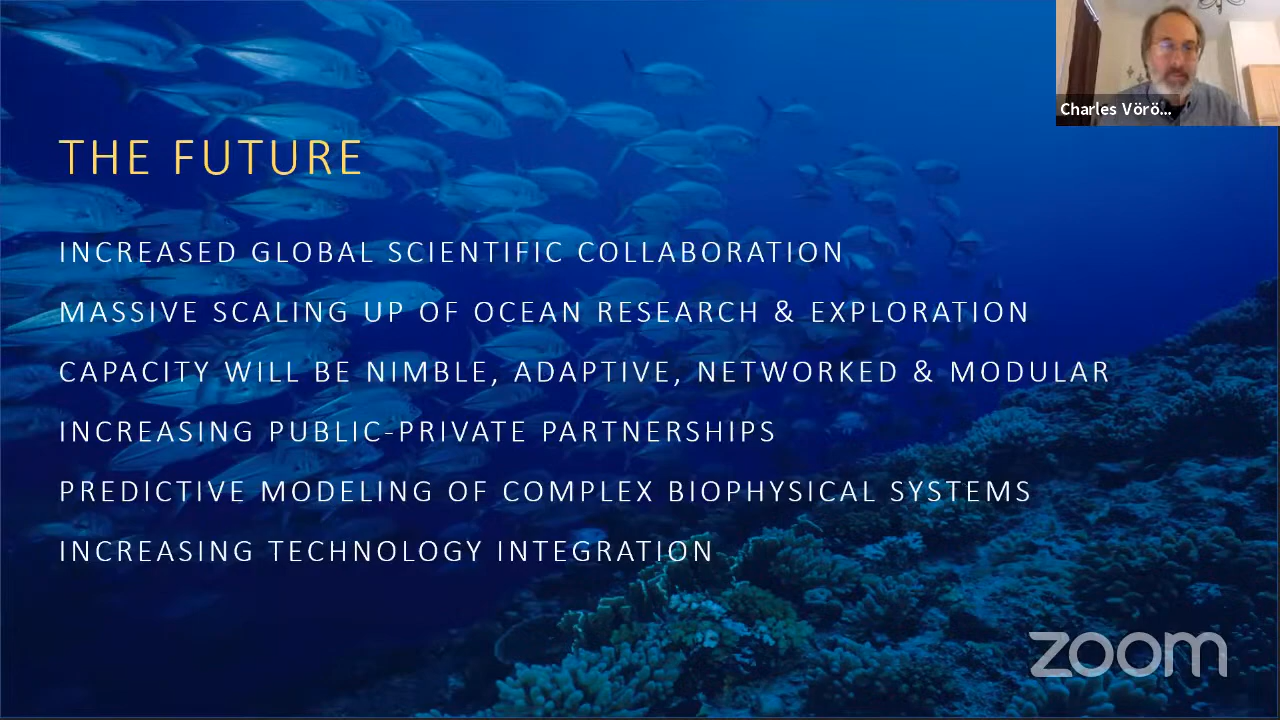 Charles Vörö...
THE FUTURE
INCREASED GLOBAL SCIENTIFIC COLLABORATION
MASSIVE SCALING UP OF OCEAN RESEARCH & EXPLORATION
CAPACITY WILL BE NIMBLE, ADAPTIVE, NETWORKED & MODULAR
INCREASING PUBLIC-PRIVATE PARTNERSHIPS
PREDICTIVE MODELING OF COMPLEX BIOPHYSICAL SYSTEMS
INCREASING TECHNOLOGY INTEGRATION
zoom